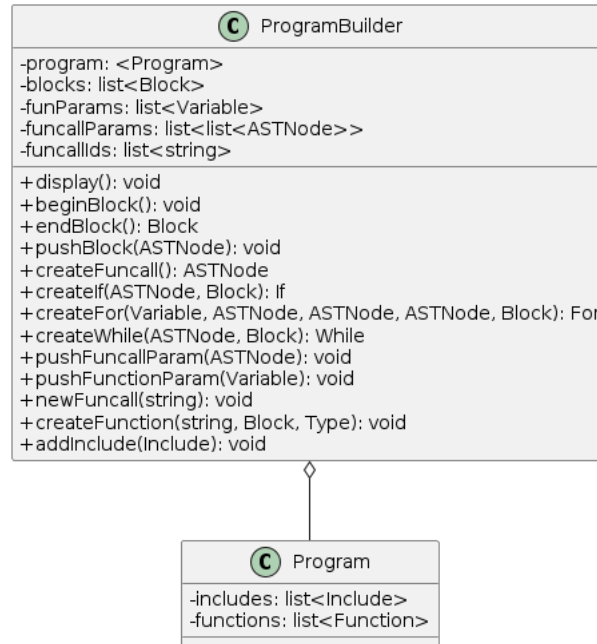 C ProgramBuilder
-program: <Program>
-blocks: list<Block>
-funParams: list<Variable>
-funcallParams: list<list<ASTNode>>
-funcallIds: list<string>
+display(): void
+beginBlock(): void
+endBlock(): Block
+pushBlock(ASTNode): void
+createFuncall(): ASTNode
+createIf(ASTNode, Block): If
+createFor(Variable, ASTNode, ASTNode, ASTNode, Block): For
+createWhile(ASTNode, Block): While
+pushFuncallParam(ASTNode): void
+pushFunctionParam(Variable): void
+newFuncall(string): void
+createFunction(string, Block, Type): void
+addInclude(Include): void
C Program
-includes: list<Include>
-functions: list<Function>